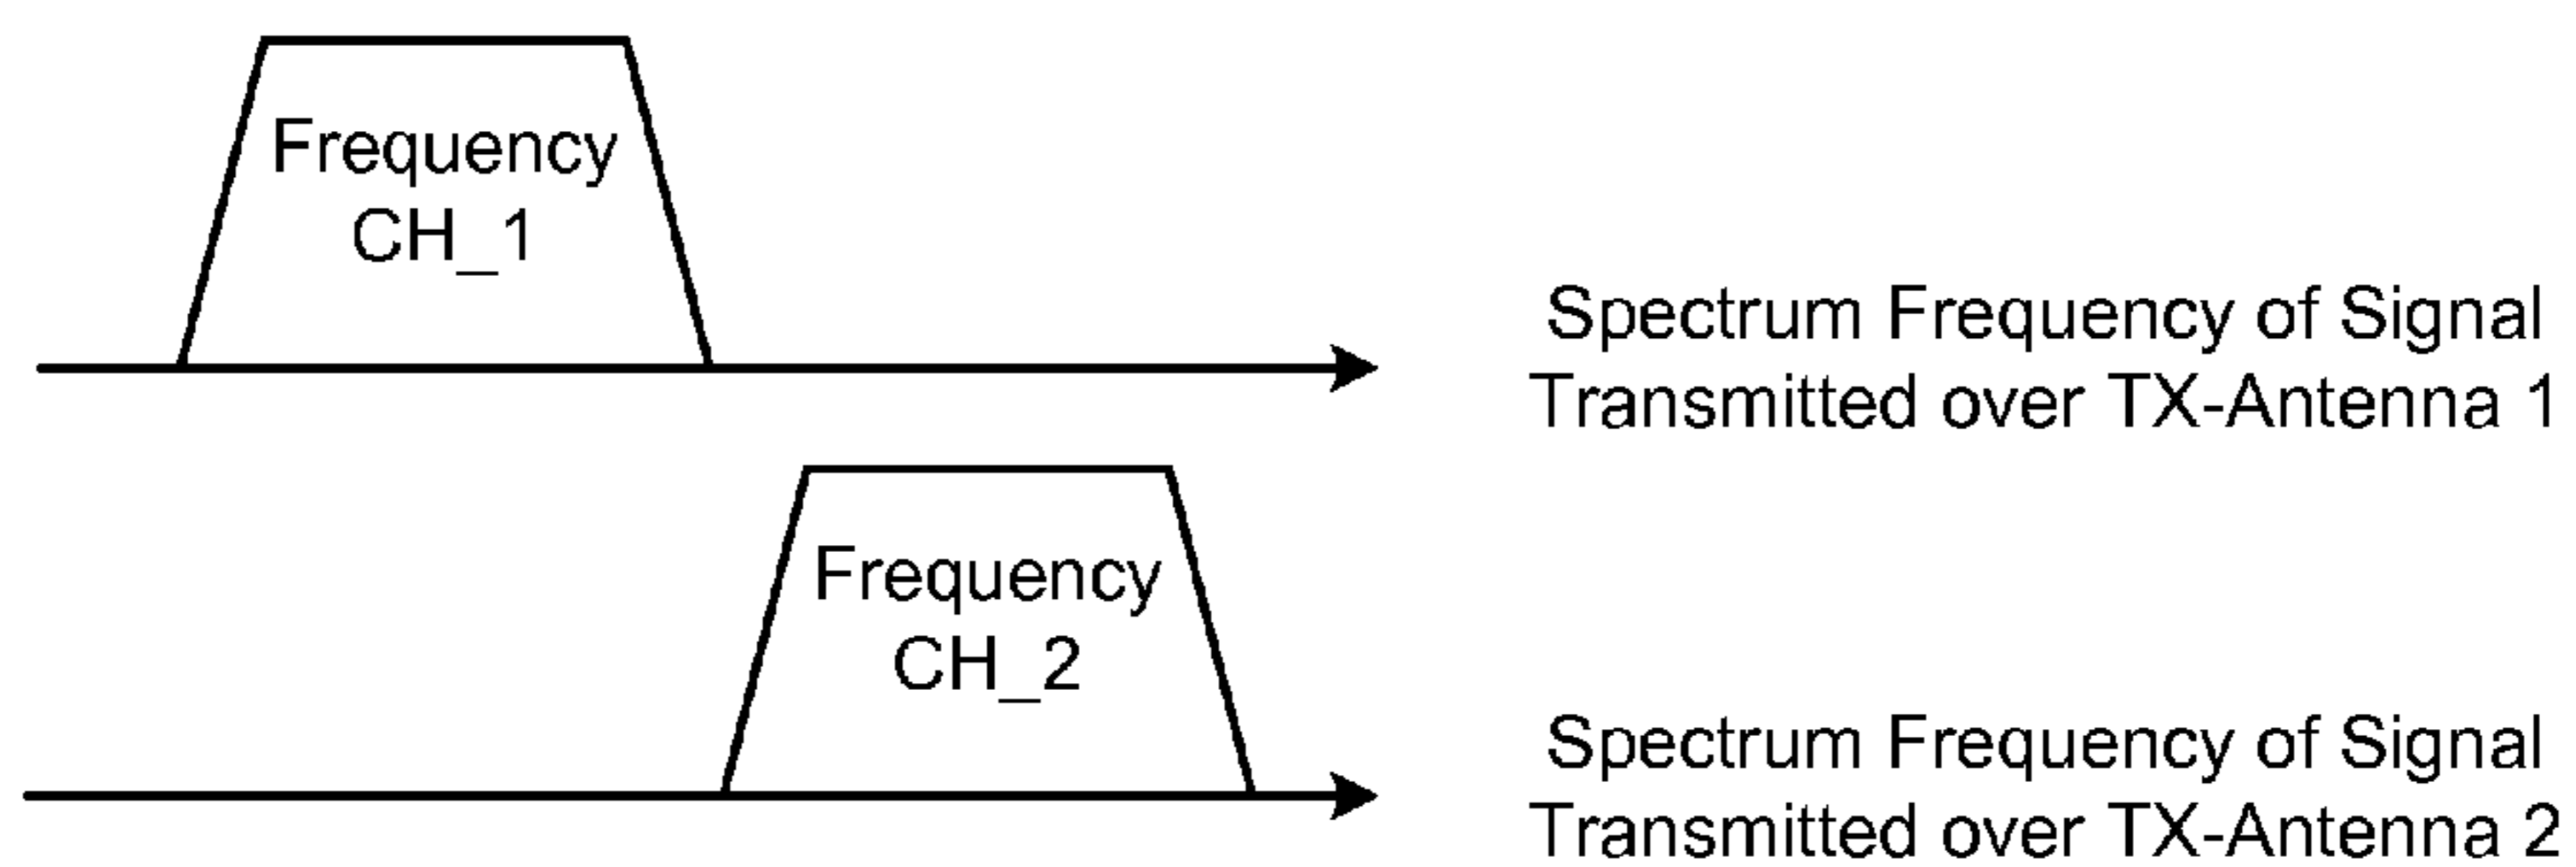 Frequency
CH_1
Spectrum Frequency of Signal
Transmitted over TX-Antenna 1
Frequency
CH_2
Spectrum Frequency of Signal
Transmitted over TX-Antenna 2